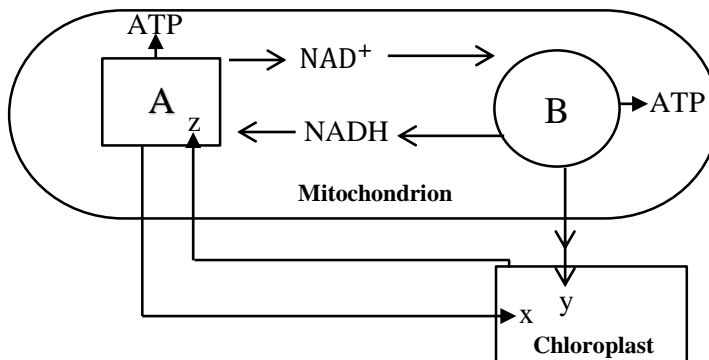 ATP
NAD⁺
A
z
NADH
B
ATP
Mitochondrion
x
y
Chloroplast